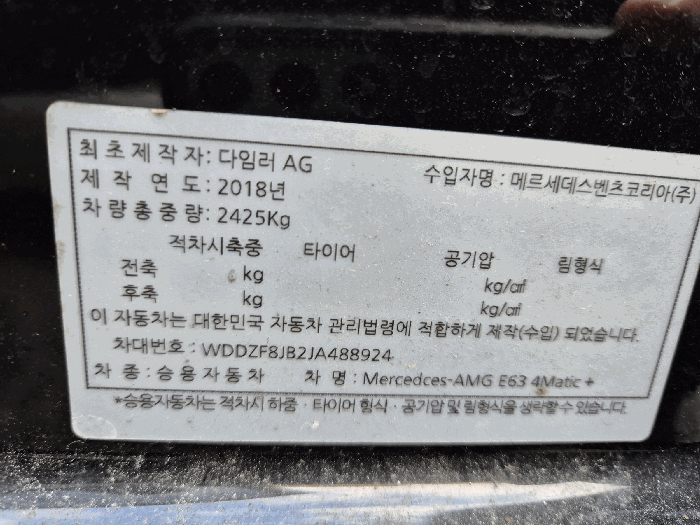 최초제작자: 다임러 AG 수입자명 : 메르세데스벤츠코리아(주)
제작 연도: 2018년
차량총중량: 2425Kg
적차시축중 타이어 공기압 림형식
전축 kg kg/㎠
후축 kg kg/㎠
이 자동차는 대한민국 자동차 관리법령에 적합하게 제작(수입) 되었습니다.
차대번호 : WDDZF8JB2JA488924
차 종 : 승용자동차 차 명 : Mercedces-AMG E63 4Matic +
*승용자동차는 적차시 하중 · 타이어 형식 · 공기압 및 림형식을 생략할 수 있습니다.